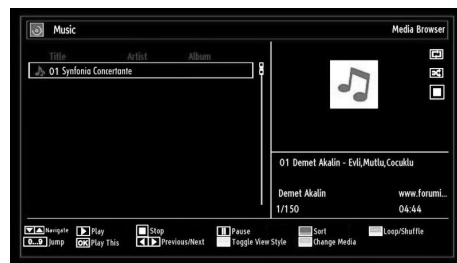 Music Media Browser
Title Artist Album
01 Synfonia Concertante
01 Demet Akalin - Evli,Mutlu,Cocuklu
Demet Akalin www.forumi...
1/150 04:44
Navigate Play Stop Pause Sort Loop/Shuffle
0...9 Jump OK Play This Previous/Next Toggle View Style Change Media